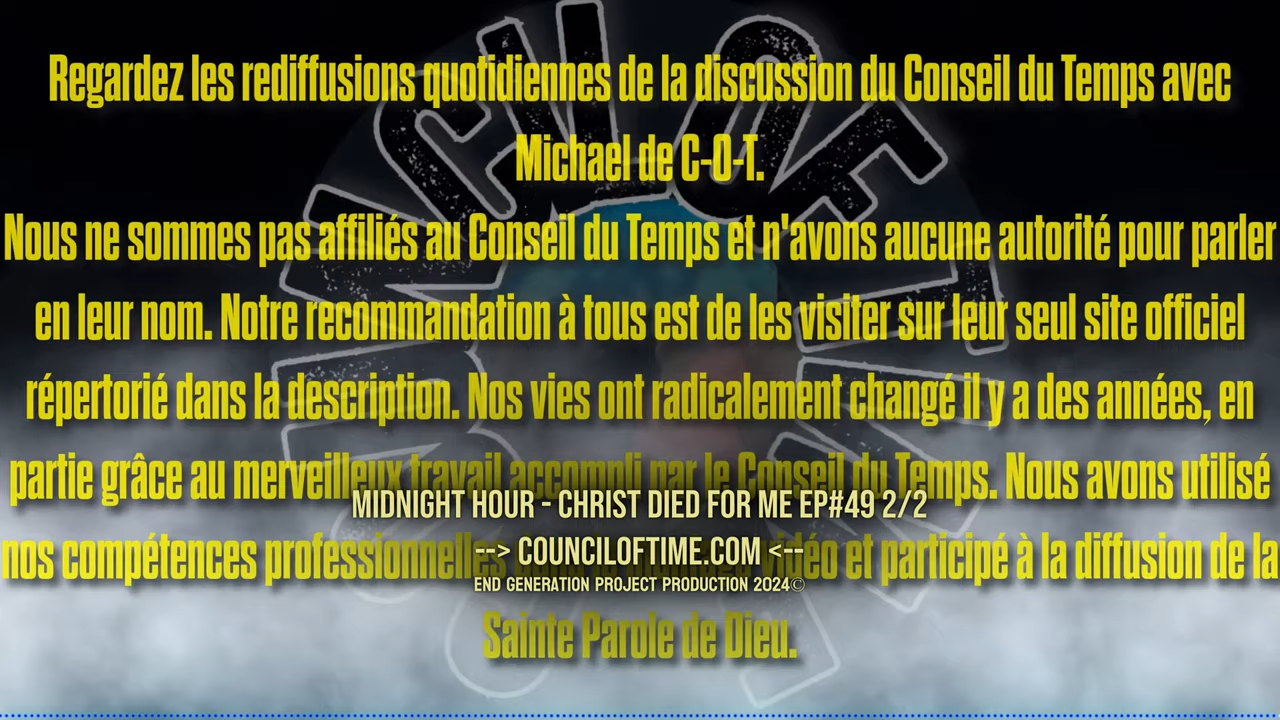 Regardez les rediffusions quotidiennes de la discussion du Conseil du Temps avec
Michael de C-O-T.
Nous ne sommes pas affiliés au Conseil du Temps et n'avons aucune autorité pour parler
en leur nom. Notre recommandation à tous est de les visiter sur leur seul site officiel
répertorié dans la description. Nos vies ont radicalement changé il y a des années, en
partie grâce au merveilleux travail accompli par le Conseil du Temps. Nous avons utilisé
MIDNIGHT HOUR - CHRIST DIED FOR ME EP#49 2/2
--> COUNCILOFTIME.COM <--
nos compétences professionnelles vidéo et participé à la diffusion de la
END GENERATION PROJECT PRODUCTION 2024©
Sainte Parole de Dieu.